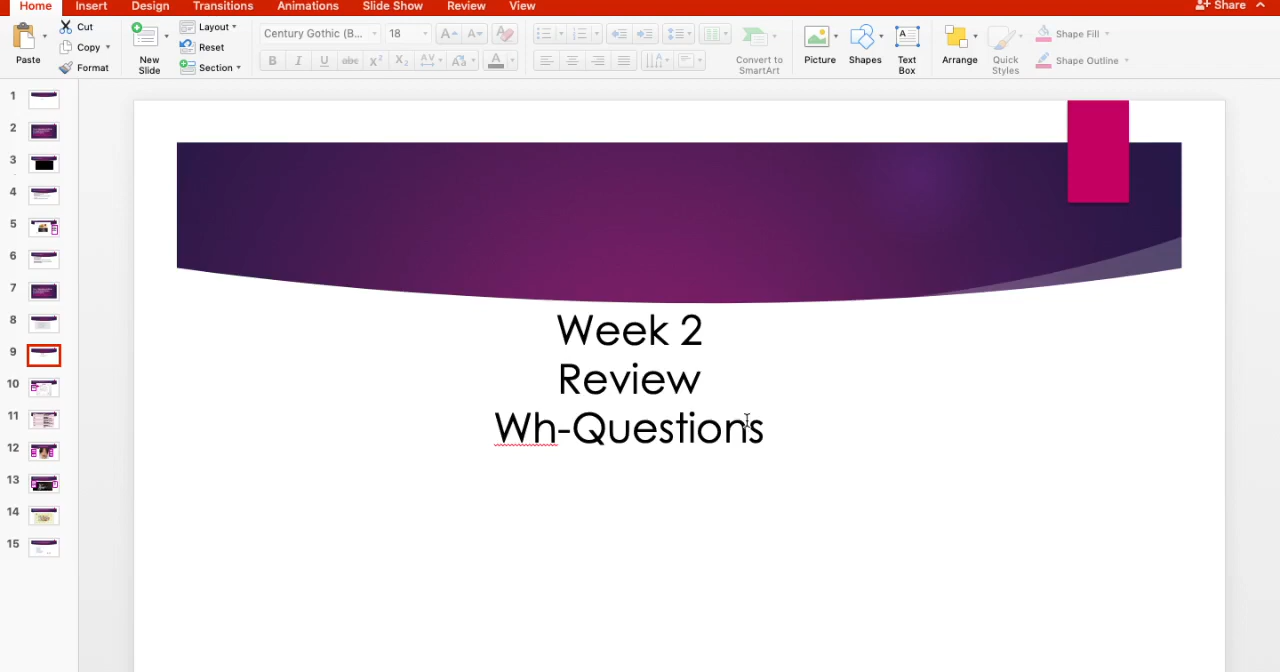 Home Insert Design Transitions Animations Slide Show Review View Share
Paste
Cut
Copy
Format
New Slide
Layout
Reset
Section
Century Gothic (B... 18
Convert to SmartArt
Picture
Shapes
Text Box
Arrange
Quick Styles
Shape Fill
Shape Outline
1
2
3
4
5
6
7
8
9
10
11
12
13
14
15
Week 2
Review
Wh-Questions